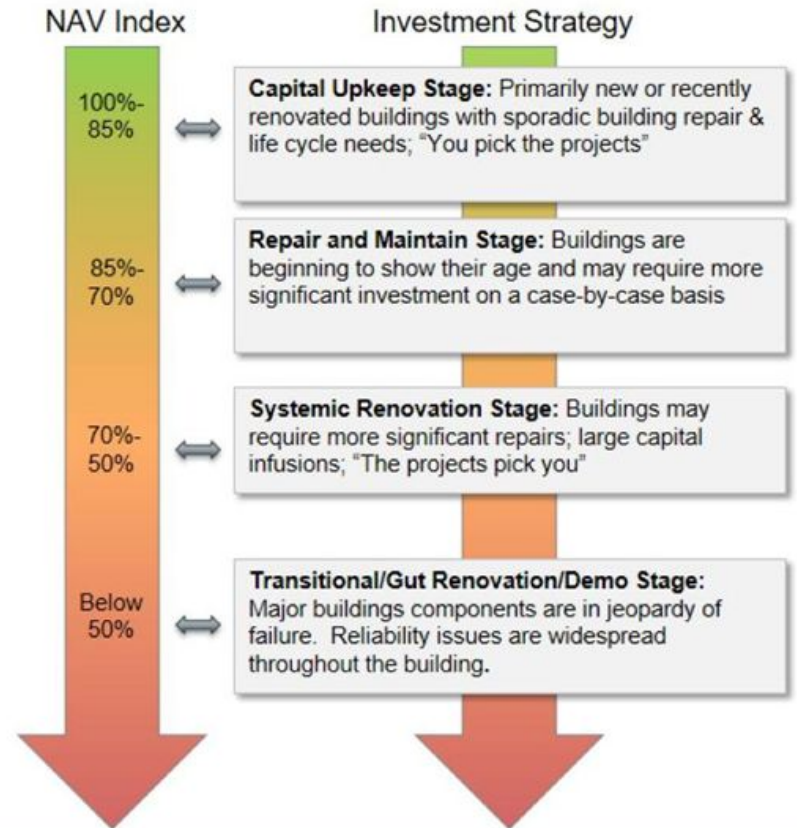 NAV Index
Investment Strategy
100%-
85%
Capital Upkeep Stage: Primarily new or recently
renovated buildings with sporadic building repair &
life cycle needs; "You pick the projects"
85%-
70%
Repair and Maintain Stage: Buildings are
beginning to show their age and may require more
significant investment on a case-by-case basis
70%-
50%
Systemic Renovation Stage: Buildings may
require more significant repairs; large capital
infusions; "The projects pick you"
Below
50%
Transitional/Gut Renovation/Demo Stage:
Major buildings components are in jeopardy of
failure.  Reliability issues are widespread
throughout the building.